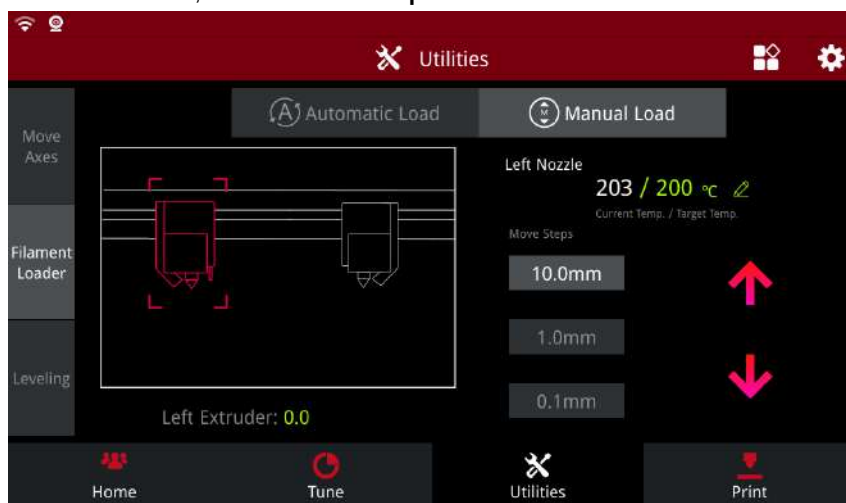 Utilities
Automatic Load
Manual Load
Move
Axes
Filament
Loader
Leveling
Left Nozzle
203 / 200 ℃
Current Temp. / Target Temp.
Move Steps
10.0mm
1.0mm
0.1mm
Left Extruder: 0.0
Home
Tune
Utilities
Print